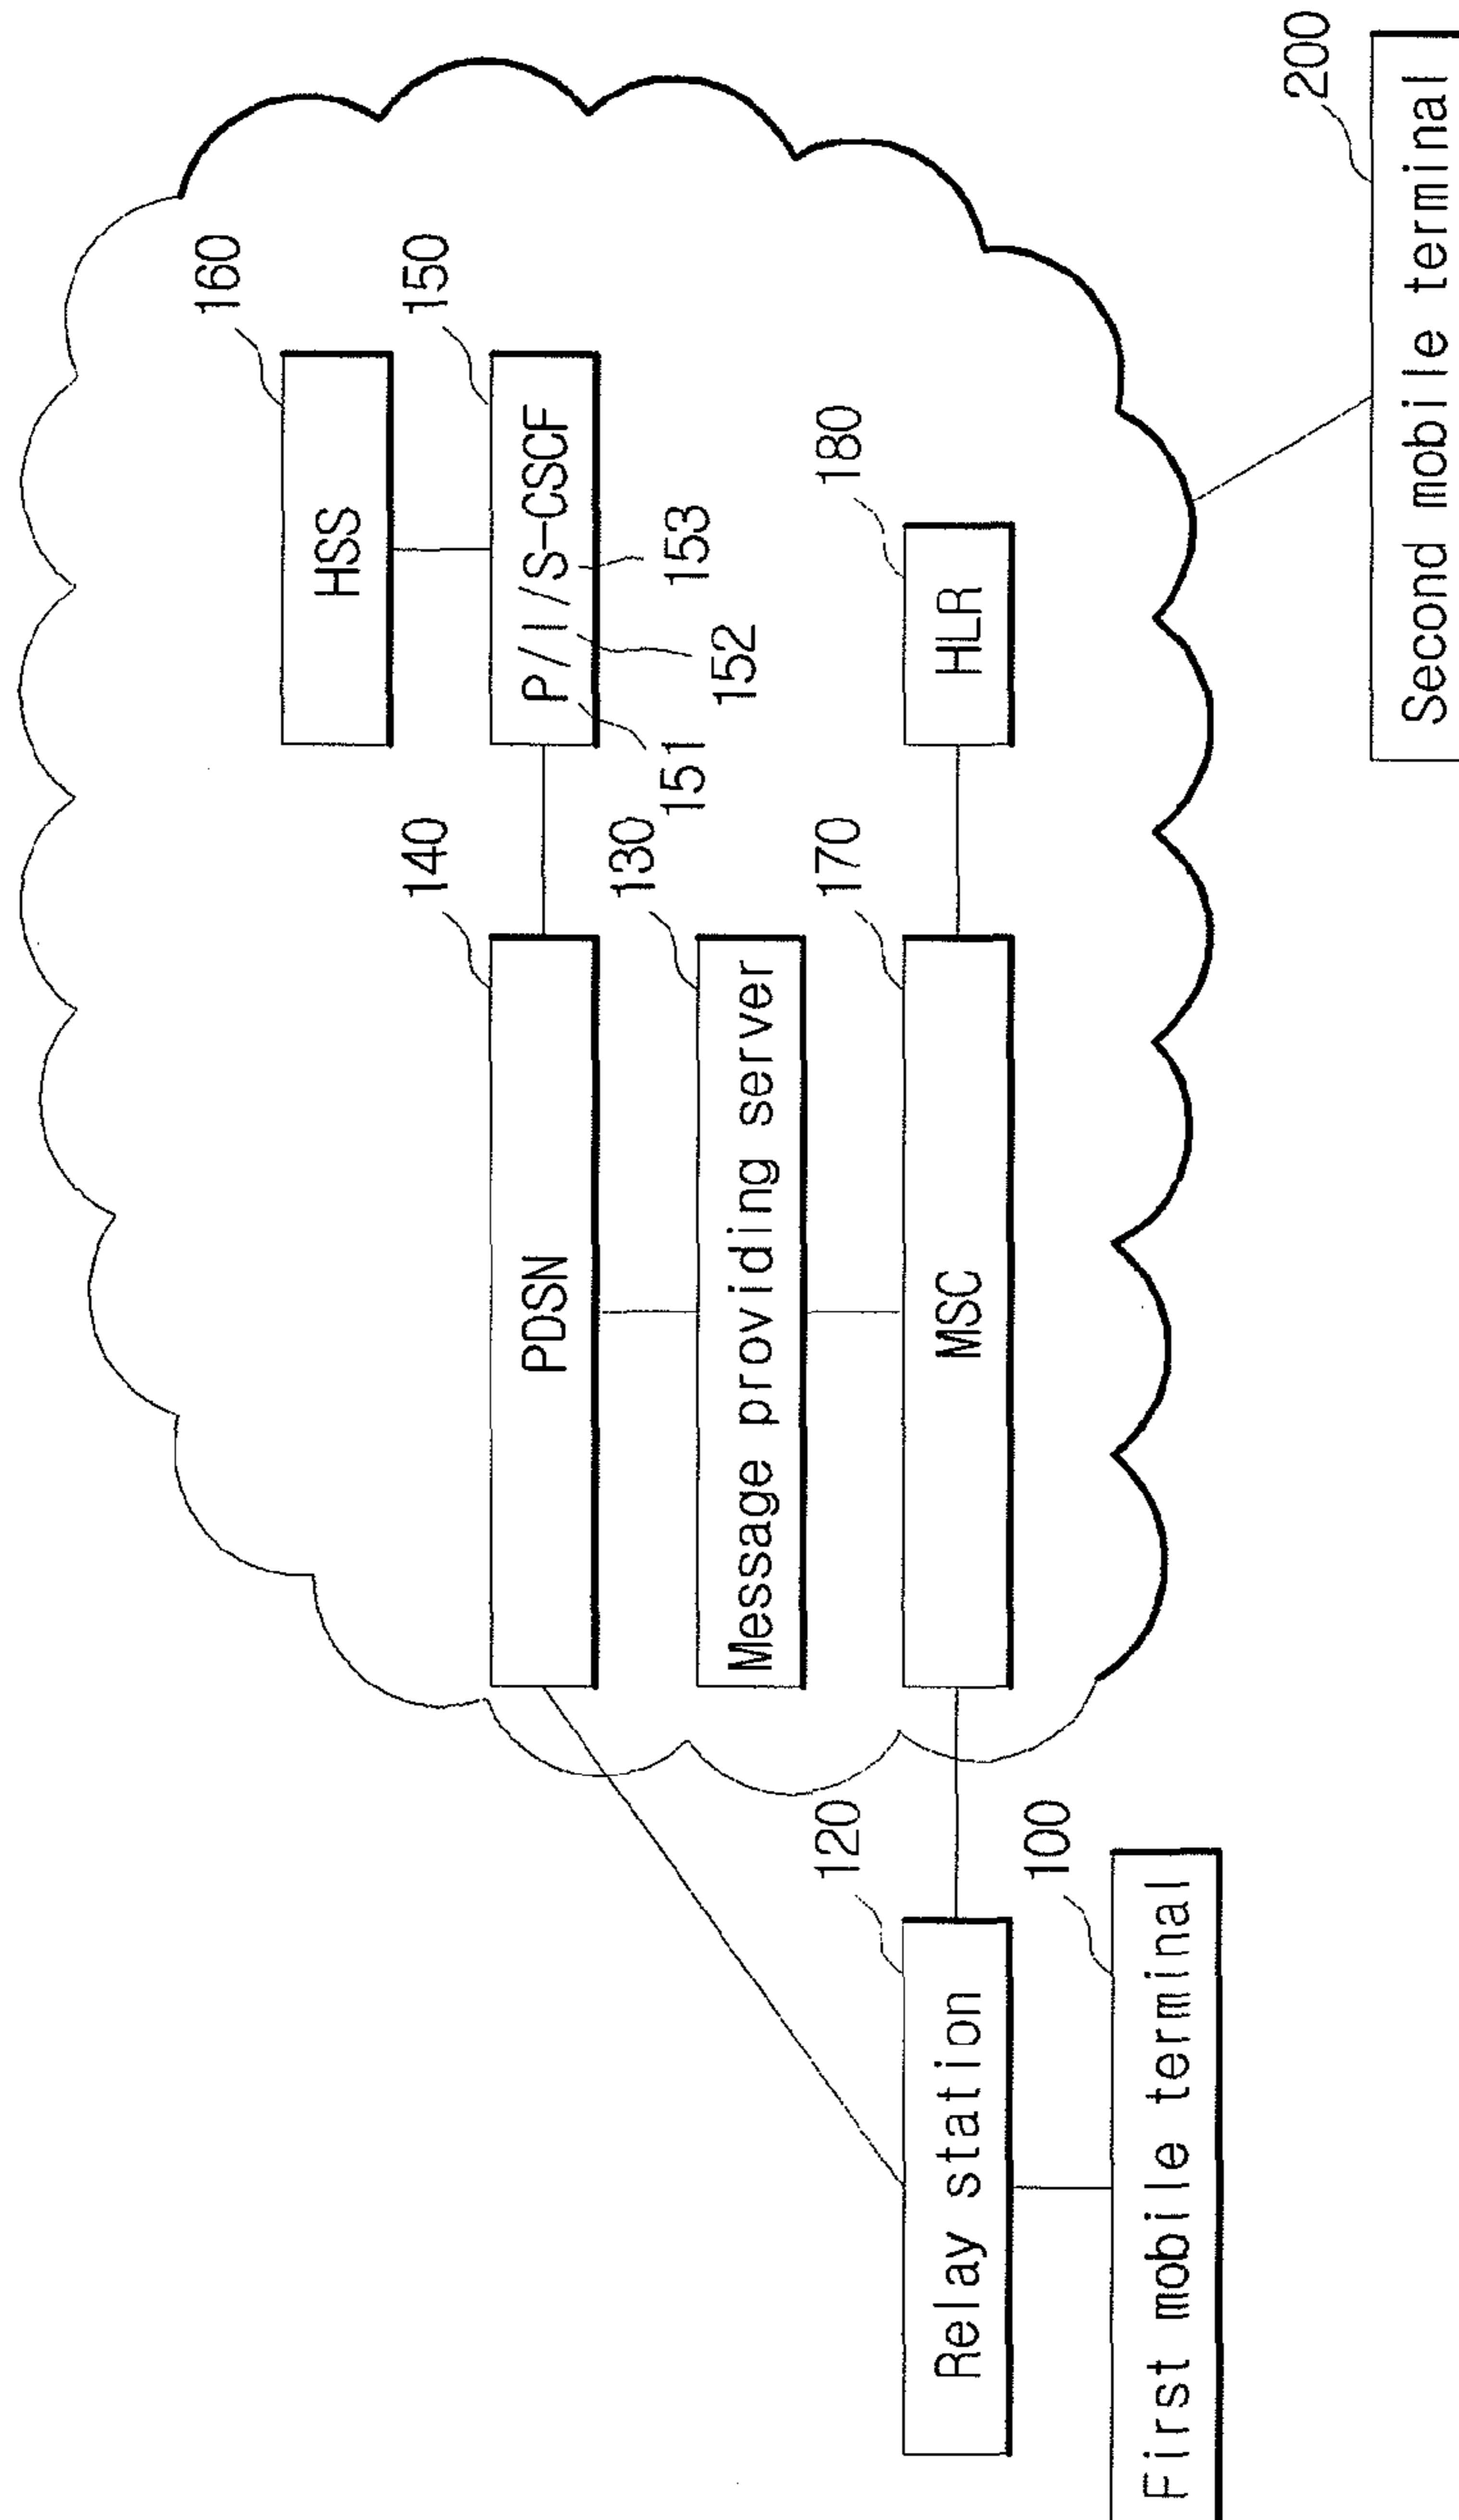 160
HSS
140
150
PDSN
P/I/S-CSCF
151
152
153
130
Message providing server
170
180
MSC
HLR
120
Relay station
100
First mobile terminal
200
Second mobile terminal